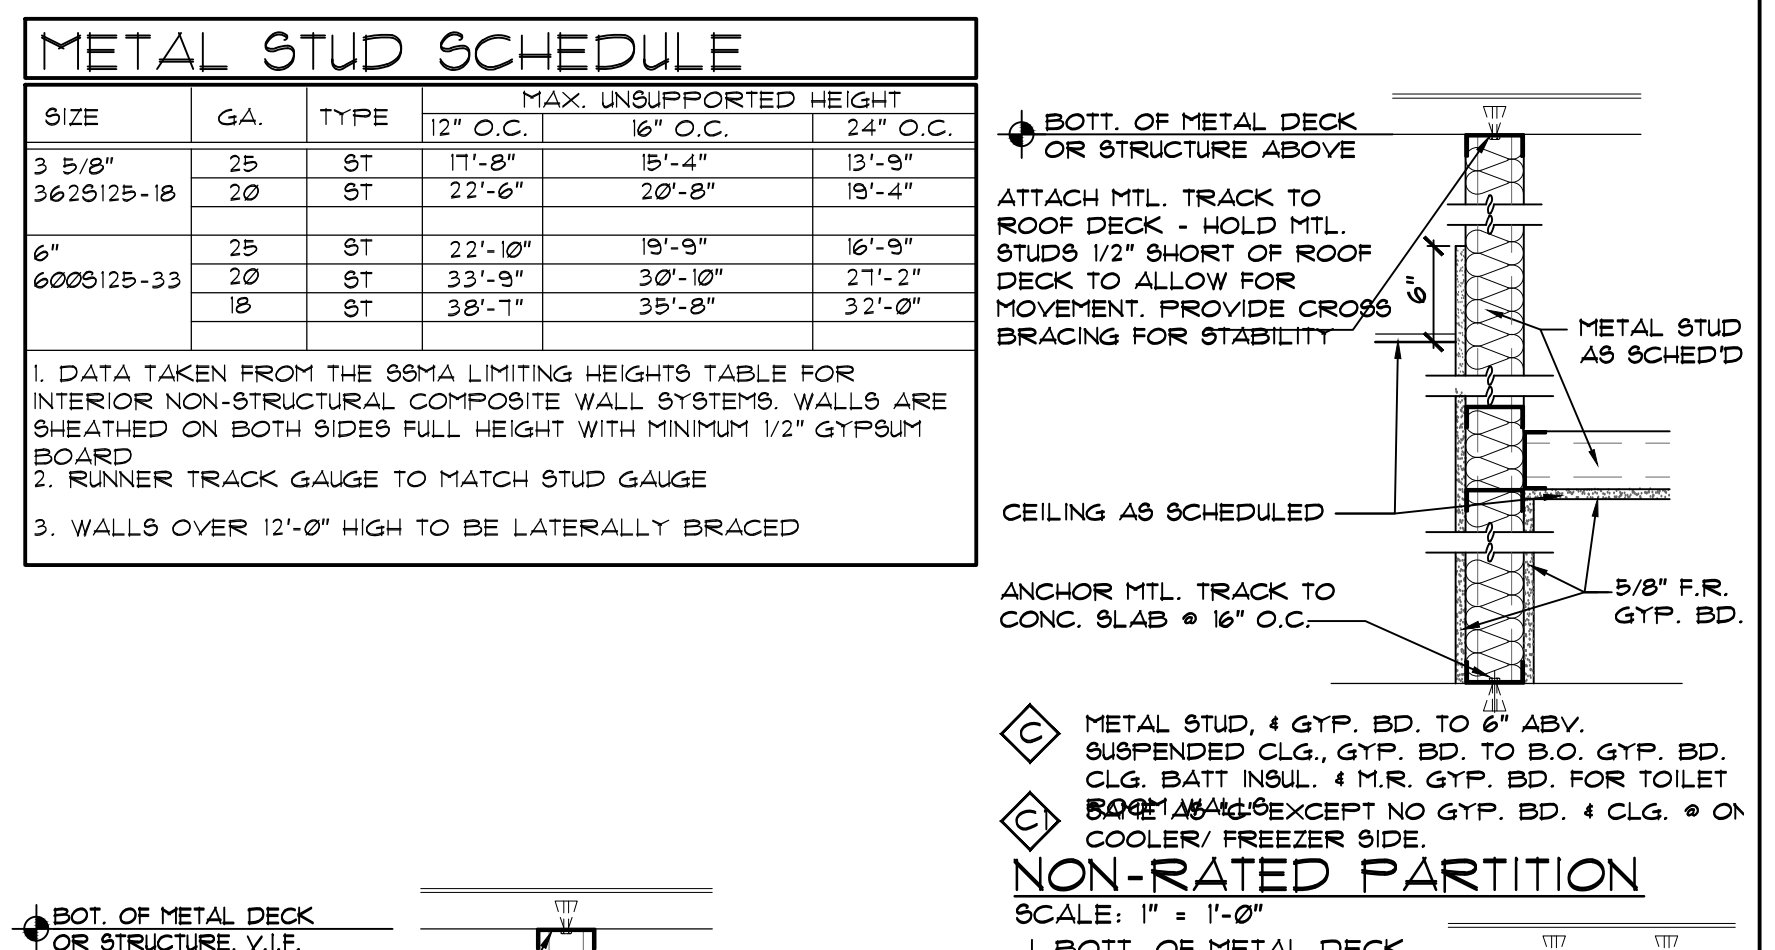 METAL STUD SCHEDULE
SIZE GA. TYPE MAX. UNSUPPORTED HEIGHT
12" O.C. 16" O.C. 24" O.C.
3 5/8" 25 ST 17'-8" 15'-4" 13'-9"
362S125-18 20 ST 22'-6" 20'-8" 19'-4"
6" 25 ST 22'-10" 19'-9" 16'-9"
600S125-33 20 ST 33'-9" 30'-10" 27'-2"
18 ST 38'-7" 35'-8" 32'-0"
1. DATA TAKEN FROM THE SSMA LIMITING HEIGHTS TABLE FOR
INTERIOR NON-STRUCTURAL COMPOSITE WALL SYSTEMS. WALLS ARE
SHEATHED ON BOTH SIDES FULL HEIGHT WITH MINIMUM 1/2" GYPSUM
BOARD
2. RUNNER TRACK GAUGE TO MATCH STUD GAUGE
3. WALLS OVER 12'-0" HIGH TO BE LATERALLY BRACED
BOTT. OF METAL DECK
OR STRUCTURE ABOVE
ATTACH MTL. TRACK TO
ROOF DECK - HOLD MTL.
STUDS 1/2" SHORT OF ROOF
DECK TO ALLOW FOR
MOVEMENT. PROVIDE CROSS
BRACING FOR STABILITY
6"
METAL STUD
AS SCHED'D
CEILING AS SCHEDULED
ANCHOR MTL. TRACK TO
CONC. SLAB @ 16" O.C.
5/8" F.R.
GYP. BD.
C METAL STUD, & GYP. BD. TO 6" ABV.
SUSPENDED CLG., GYP. BD. TO B.O. GYP. BD.
CLG. BATT INSUL. & M.R. GYP. BD. FOR TOILET
ROOM WALLS
C1 SAME AS "C" EXCEPT NO GYP. BD. & CLG. @ ON
COOLER/ FREEZER SIDE.
NON-RATED PARTITION
SCALE: 1" = 1'-0"
BOT. OF METAL DECK
OR STRUCTURE, V.I.F.
BOTT. OF METAL DECK